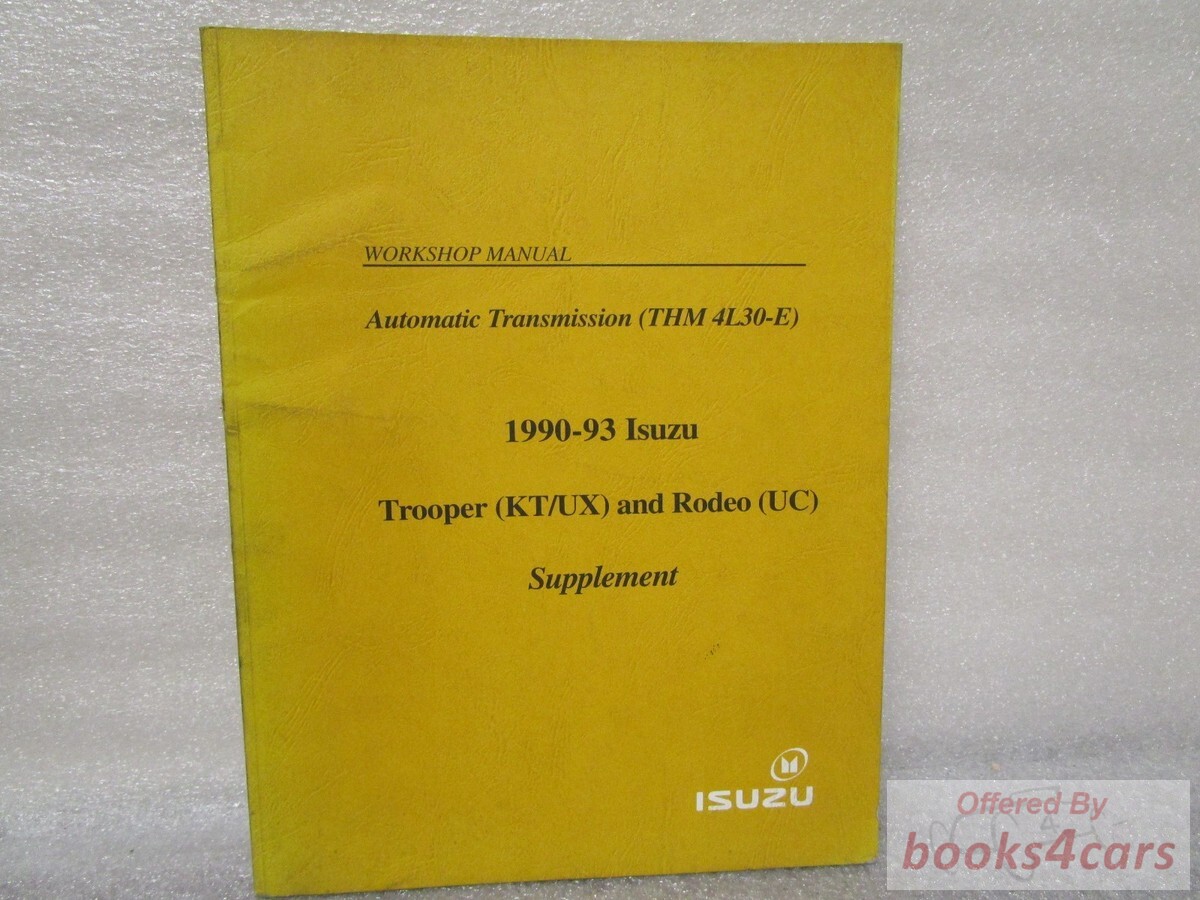 WORKSHOP MANUAL
Automatic Transmission (THM 4L30-E)
1990-93 Isuzu
Trooper (KT/UX) and Rodeo (UC)
Supplement
ISUZU
Offered By
books4cars